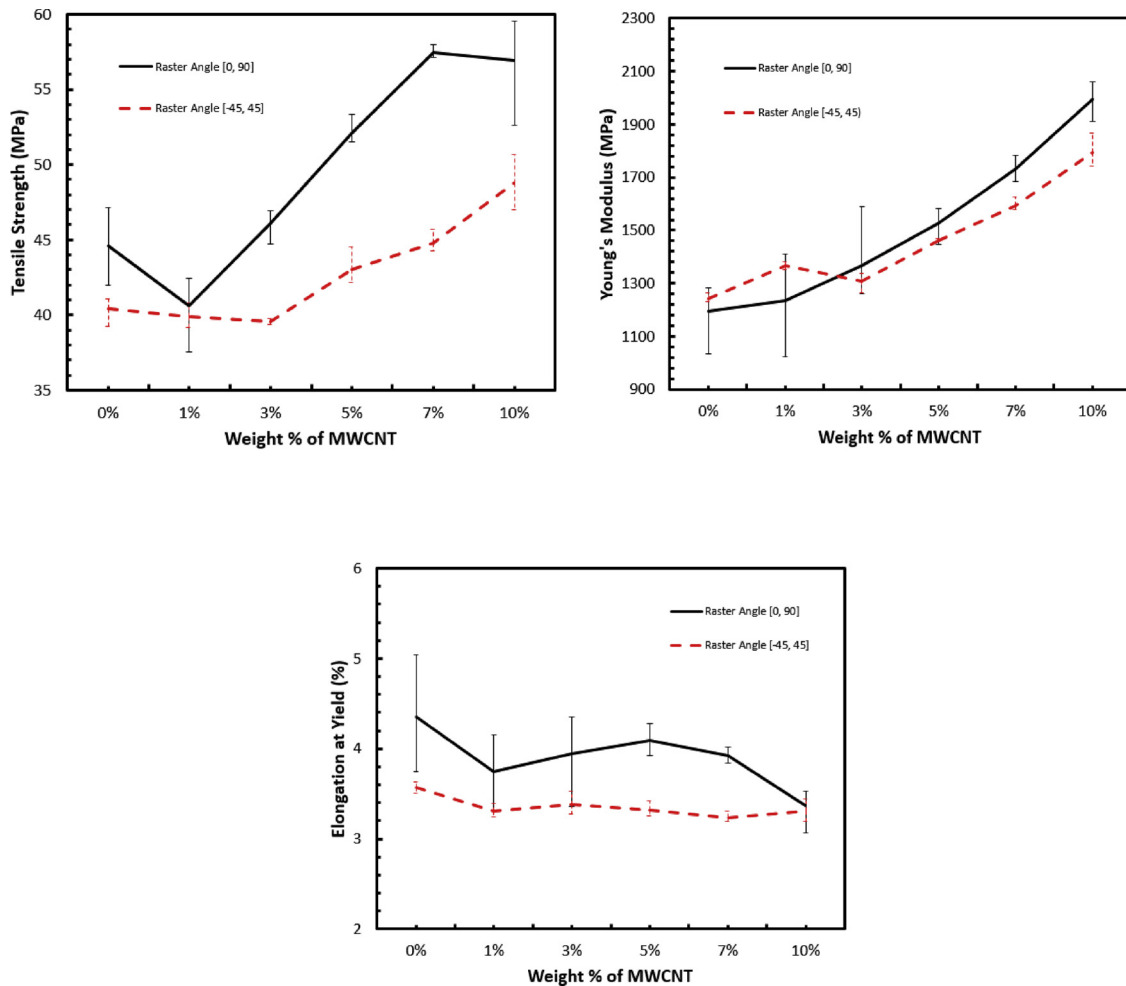 60
55
50
45
40
35
Tensile Strength (MPa)
Raster Angle [0, 90]
Raster Angle [-45, 45]
0% 1% 3% 5% 7% 10%
Weight % of MWCNT
2300
2100
1900
1700
1500
1300
1100
900
Young's Modulus (MPa)
Raster Angle [0, 90]
Raster Angle [-45, 45)
0% 1% 3% 5% 7% 10%
Weight % of MWCNT
6
5
4
3
2
Elongation at Yield (%)
Raster Angle [0, 90]
Raster Angle [-45, 45]
0% 1% 3% 5% 7% 10%
Weight % of MWCNT